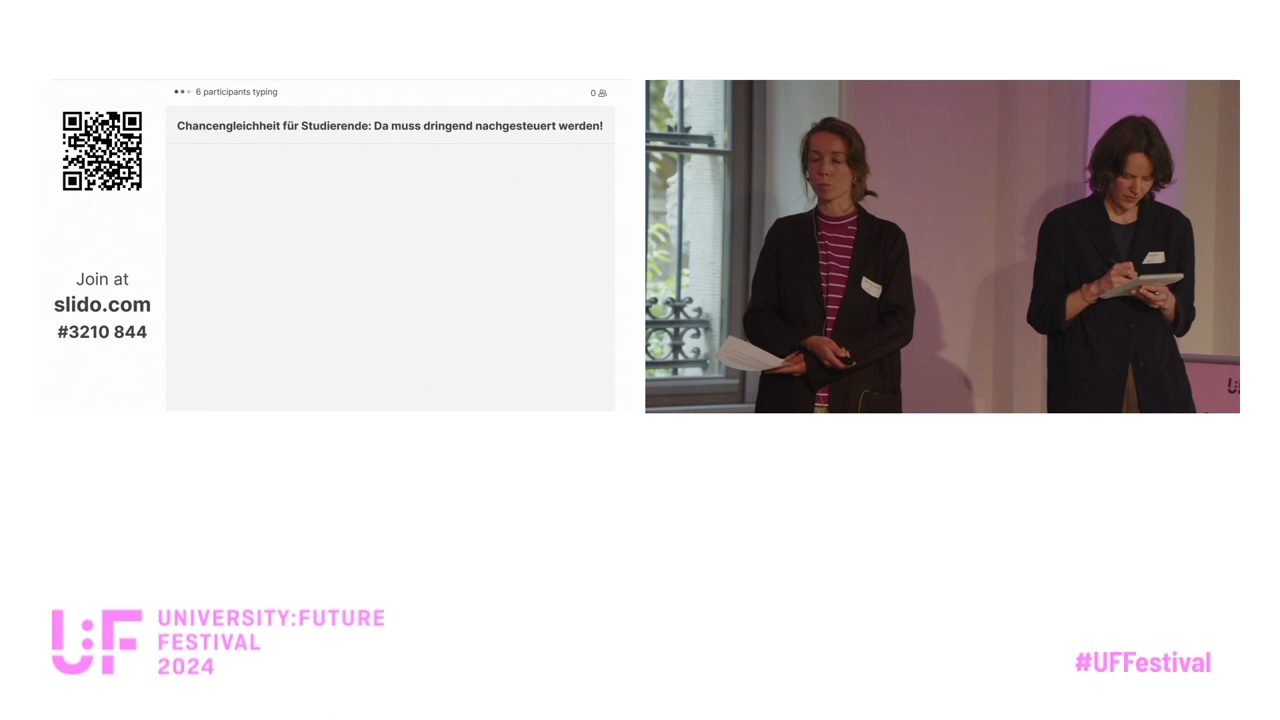 6 participants typing
0
Chancengleichheit für Studierende: Da muss dringend nachgesteuert werden!
Join at
slido.com
#3210 844
U:F
U:F
UNIVERSITY:FUTURE
FESTIVAL
2024
#UFFestival